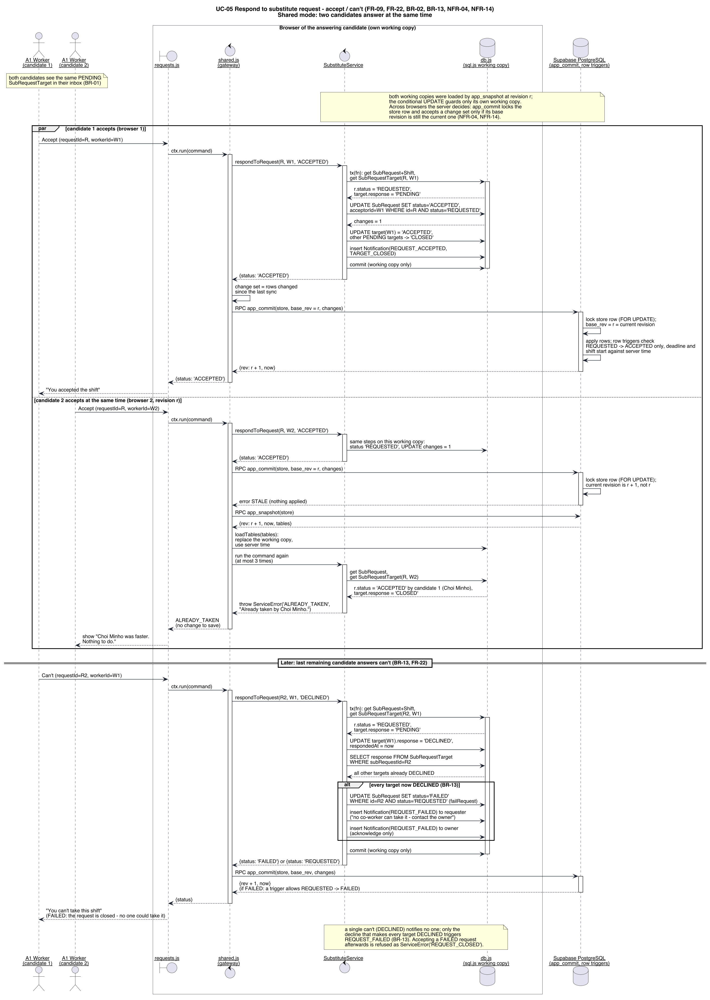 UC-05 Respond to substitute request - accept / can't (FR-09, FR-22, BR-02, BR-13, NFR-04, NFR-14)
Shared mode: two candidates answer at the same time
Browser of the answering candidate (own working copy)
A1 Worker
(candidate 1)
A1 Worker
(candidate 2)
requests.js
shared.js
(gateway)
SubstituteService
db.js
(sql.js working copy)
Supabase PostgreSQL
(app_commit, row triggers)
both candidates see the same PENDING
SubRequestTarget in their inbox (BR-01)
both working copies were loaded by app_snapshot at revision r;
the conditional UPDATE guards only its own working copy.
Across browsers the server decides: app_commit locks the
store row and accepts a change set only if its base
revision is still the current one (NFR-04, NFR-14).
par
[candidate 1 accepts (browser 1)]
Accept (requestId=R, workerId=W1)
ctx.run(command)
respondToRequest(R, W1, 'ACCEPTED')
tx(fn): get SubRequest+Shift,
get SubRequestTarget(R, W1)
r.status = 'REQUESTED',
target.response = 'PENDING'
UPDATE SubRequest SET status='ACCEPTED',
acceptorId=W1 WHERE id=R AND status='REQUESTED'
changes = 1
UPDATE target(W1) = 'ACCEPTED',
other PENDING targets -> 'CLOSED'
insert Notification(REQUEST_ACCEPTED,
TARGET_CLOSED)
commit (working copy only)
{status: 'ACCEPTED'}
change set = rows changed
since the last sync
RPC app_commit(store, base_rev = r, changes)
lock store row (FOR UPDATE);
base_rev = r = current revision
apply rows; row triggers check
REQUESTED -> ACCEPTED only, deadline and
shift start against server time
{rev: r + 1, now}
{status: 'ACCEPTED'}
"You accepted the shift"
[candidate 2 accepts at the same time (browser 2, revision r)]
Accept (requestId=R, workerId=W2)
ctx.run(command)
respondToRequest(R, W2, 'ACCEPTED')
same steps on this working copy:
status 'REQUESTED', UPDATE changes = 1
{status: 'ACCEPTED'}
RPC app_commit(store, base_rev = r, changes)
lock store row (FOR UPDATE);
current revision is r + 1, not r
error STALE (nothing applied)
RPC app_snapshot(store)
{rev: r + 1, now, tables}
loadTables(tables):
replace the working copy,
use server time
run the command again
(at most 3 times)
get SubRequest,
get SubRequestTarget(R, W2)
r.status = 'ACCEPTED' by candidate 1 (Choi Minho),
target.response = 'CLOSED'
throw ServiceError('ALREADY_TAKEN',
"Already taken by Choi Minho.")
ALREADY_TAKEN
(no change to save)
show "Choi Minho was faster.
Nothing to do."
Later: last remaining candidate answers can't (BR-13, FR-22)
Can't (requestId=R2, workerId=W1)
ctx.run(command)
respondToRequest(R2, W1, 'DECLINED')
tx(fn): get SubRequest+Shift,
get SubRequestTarget(R2, W1)
r.status = 'REQUESTED',
target.response = 'PENDING'
UPDATE target(W1).response = 'DECLINED',
respondedAt = now
SELECT response FROM SubRequestTarget
WHERE subRequestId=R2
all other targets already DECLINED
alt
[every target now DECLINED (BR-13)]
UPDATE SubRequest SET status='FAILED'
WHERE id=R2 AND status='REQUESTED' (failRequest)
insert Notification(REQUEST_FAILED) to requester
("no co-worker can take it - contact the owner")
insert Notification(REQUEST_FAILED) to owner
(acknowledge only)
commit (working copy only)
{status: 'FAILED'} or {status: 'REQUESTED'}
RPC app_commit(store, base_rev, changes)
{rev + 1, now}
(if FAILED: a trigger allows REQUESTED -> FAILED)
{status}
"You can't take this shift"
(FAILED: the request is closed - no one could take it)
a single can't (DECLINED) notifies no one; only the
decline that makes every target DECLINED triggers
REQUEST_FAILED (BR-13). Accepting a FAILED request
afterwards is refused as ServiceError('REQUEST_CLOSED').
A1 Worker
(candidate 1)
A1 Worker
(candidate 2)
requests.js
shared.js
(gateway)
SubstituteService
db.js
(sql.js working copy)
Supabase PostgreSQL
(app_commit, row triggers)